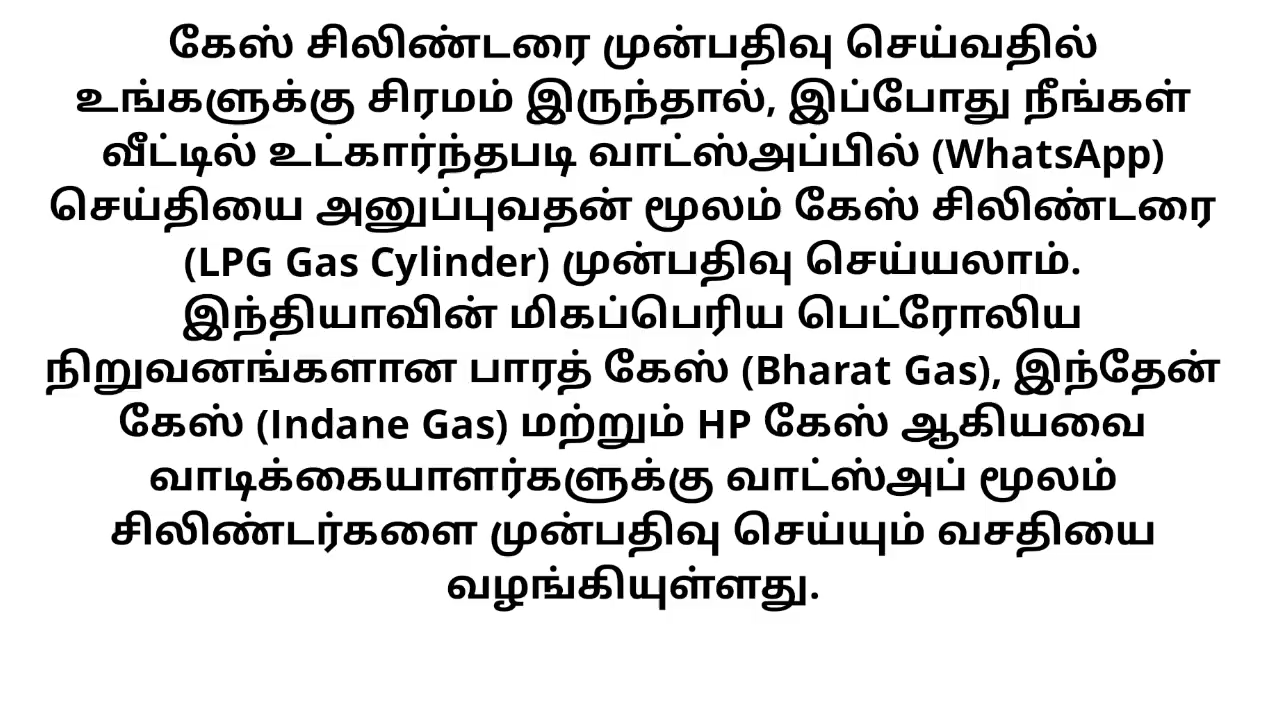 கேஸ் சிலிண்டரை முன்பதிவு செய்வதில்
உங்களுக்கு சிரமம் இருந்தால், இப்போது நீங்கள்
வீட்டில் உட்கார்ந்தபடி வாட்ஸ்அப்பில் (WhatsApp)
செய்தியை அனுப்புவதன் மூலம் கேஸ் சிலிண்டரை
(LPG Gas Cylinder) முன்பதிவு செய்யலாம்.
இந்தியாவின் மிகப்பெரிய பெட்ரோலிய
நிறுவனங்களான பாரத் கேஸ் (Bharat Gas), இந்தேன்
கேஸ் (Indane Gas) மற்றும் HP கேஸ் ஆகியவை
வாடிக்கையாளர்களுக்கு வாட்ஸ்அப் மூலம்
சிலிண்டர்களை முன்பதிவு செய்யும் வசதியை
வழங்கியுள்ளது.